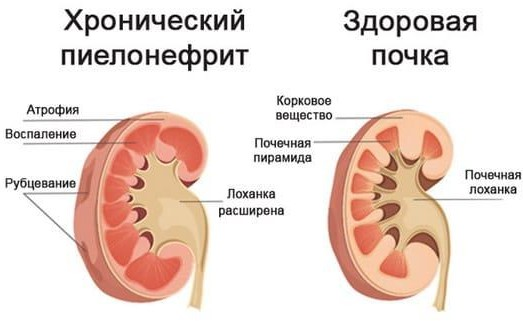 Хронический
пиелонефрит
Атрофия
Воспаление
Рубцевание
Лоханка
расширена
Здоровая
почка
Корковое
вещество
Почечная
пирамида
Почечная
лоханка